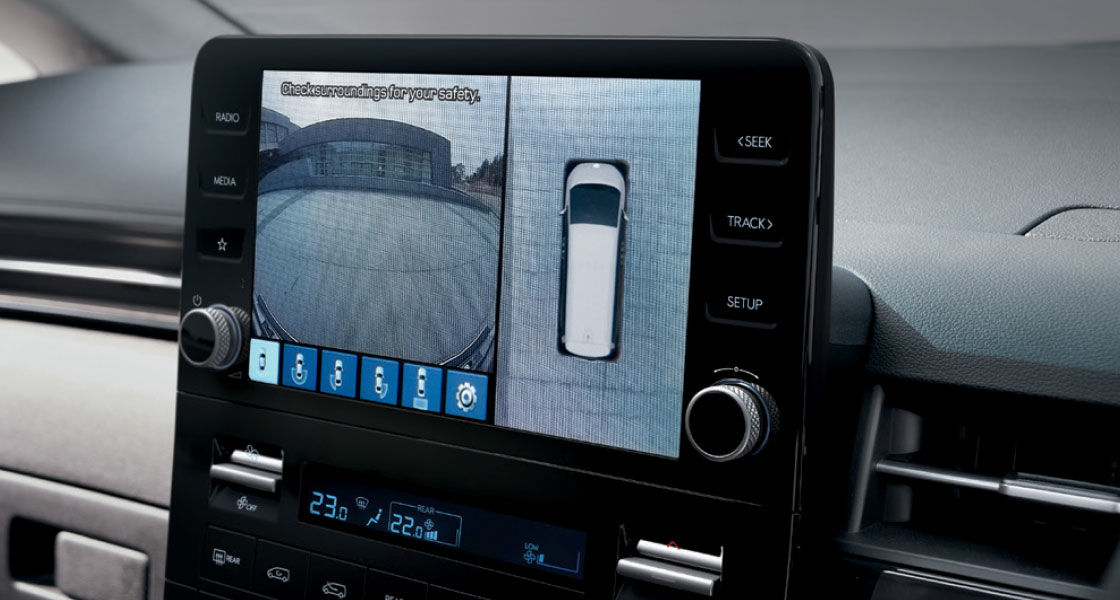 Check surroundings for your safety.
RADIO
MEDIA
<SEEK
TRACK>
SETUP
OFF
23.0
REAR
22.0
LOW
REAR